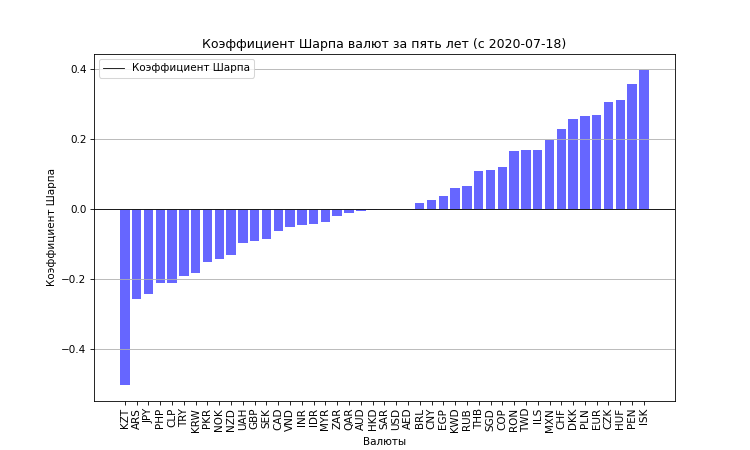 Коэффициент Шарпа валют за пять лет (с 2020-07-18)
Коэффициент Шарпа
Коэффициент Шарпа
0.4
0.2
0.0
−0.2
−0.4
KZT ARS JPY PHP CLP TRY KRW PKR NOK NZD UAH GBP SEK CAD VND INR IDR MYR ZAR QAR AUD HKD SAR USD AED BRL CNY EGP KWD RUB THB SGD COP RON TWD ILS MXN CHF DKK PLN EUR CZK HUF PEN ISK
Валюты